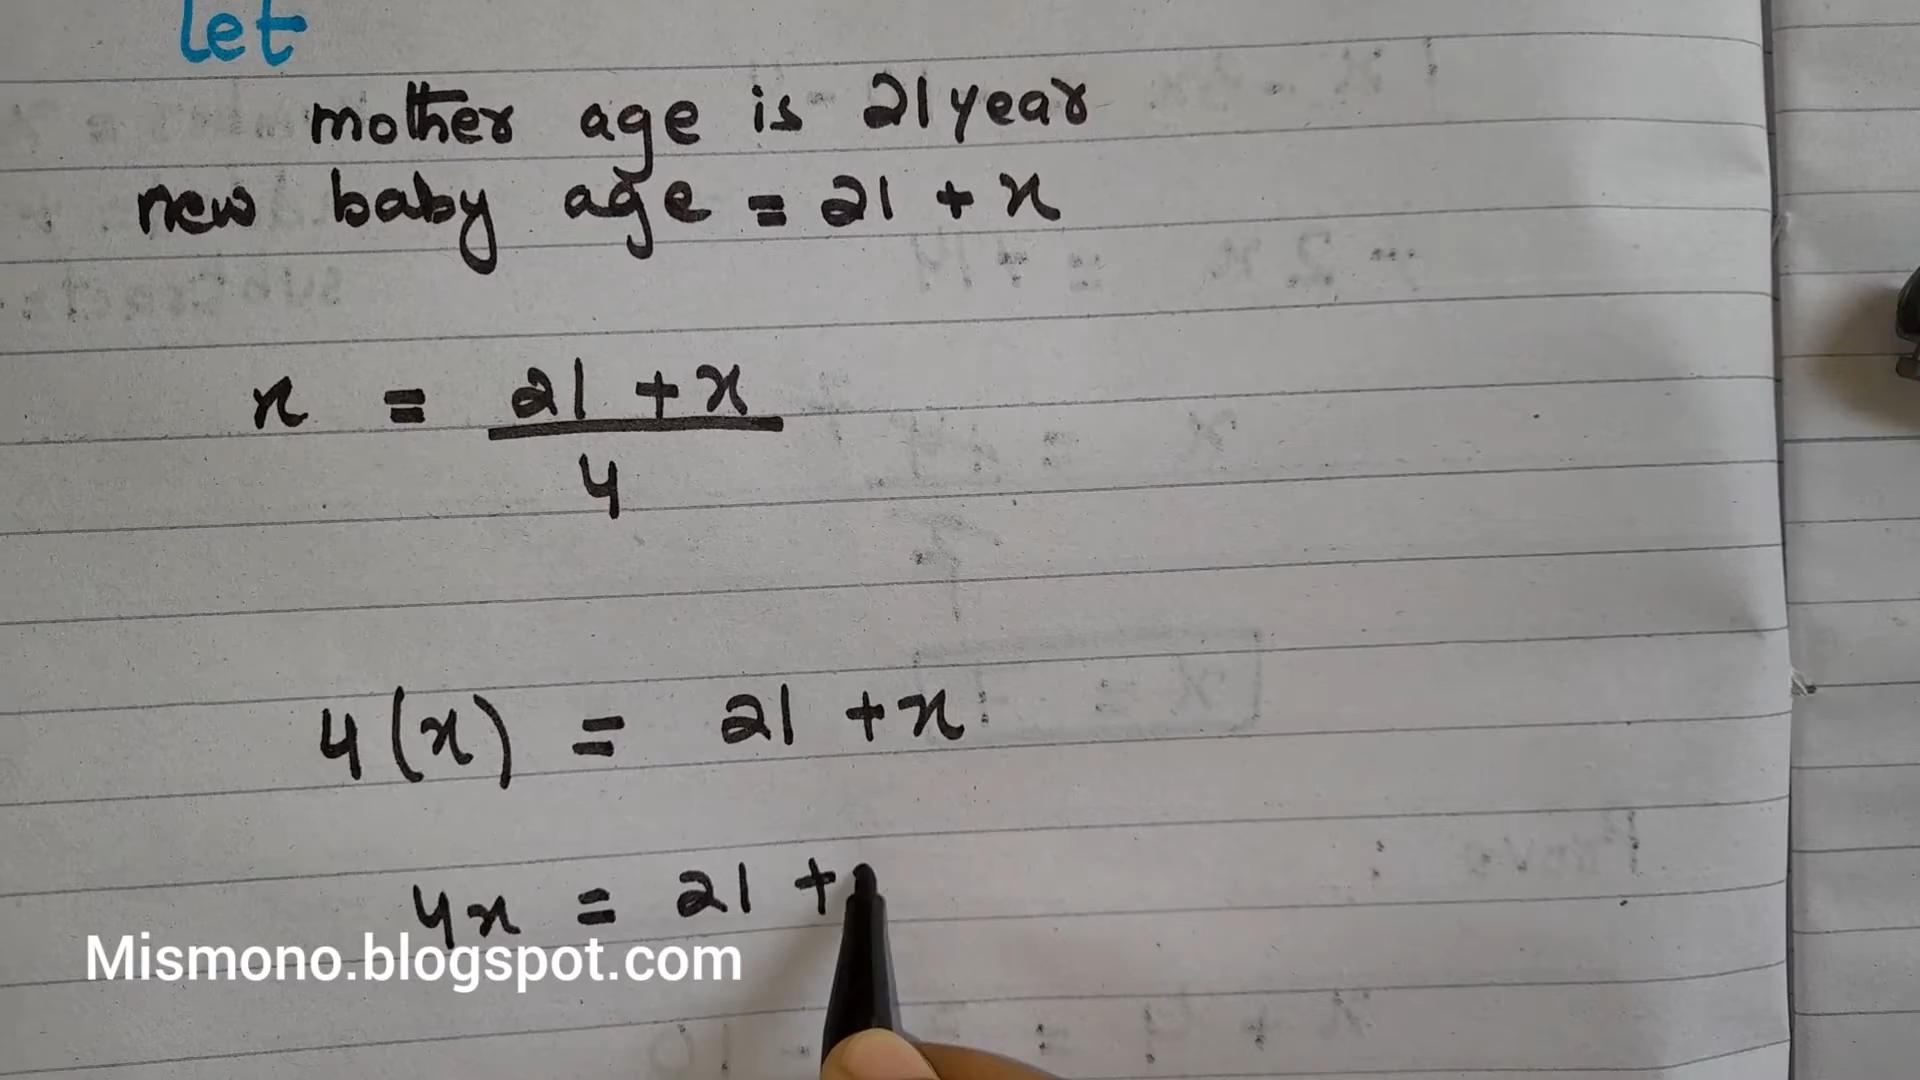 let
mother age is 21 year
new baby age = 21 + x
x = 21 + x
4
4(x) = 21 + x
4x = 21 +
Mismono.blogspot.com